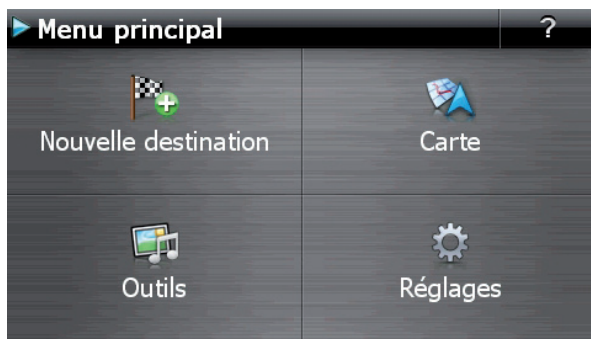 Menu principal ?
Nouvelle destination
Carte
Outils
Réglages